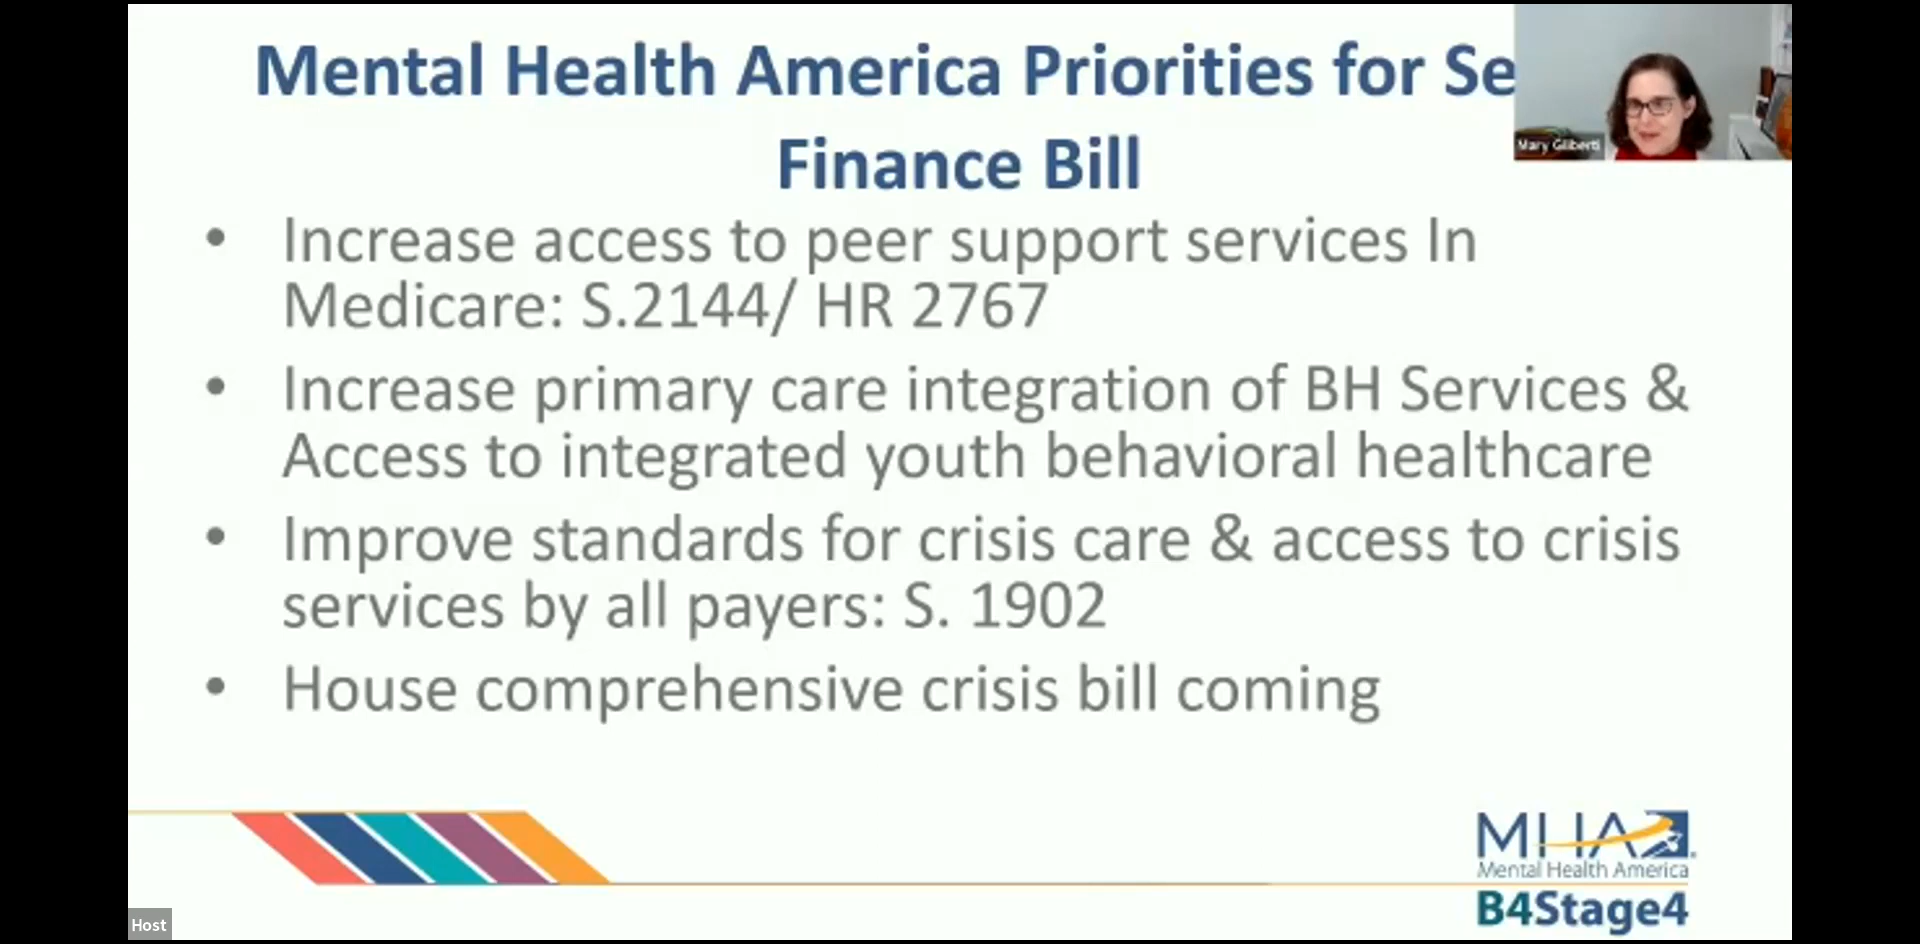 Mental Health America Priorities for Se
Finance Bill
Mary Giliberti
• Increase access to peer support services In
Medicare: S.2144/ HR 2767
• Increase primary care integration of BH Services &
Access to integrated youth behavioral healthcare
• Improve standards for crisis care & access to crisis
services by all payers: S. 1902
• House comprehensive crisis bill coming
MHA
Mental Health America
B4Stage4
Host